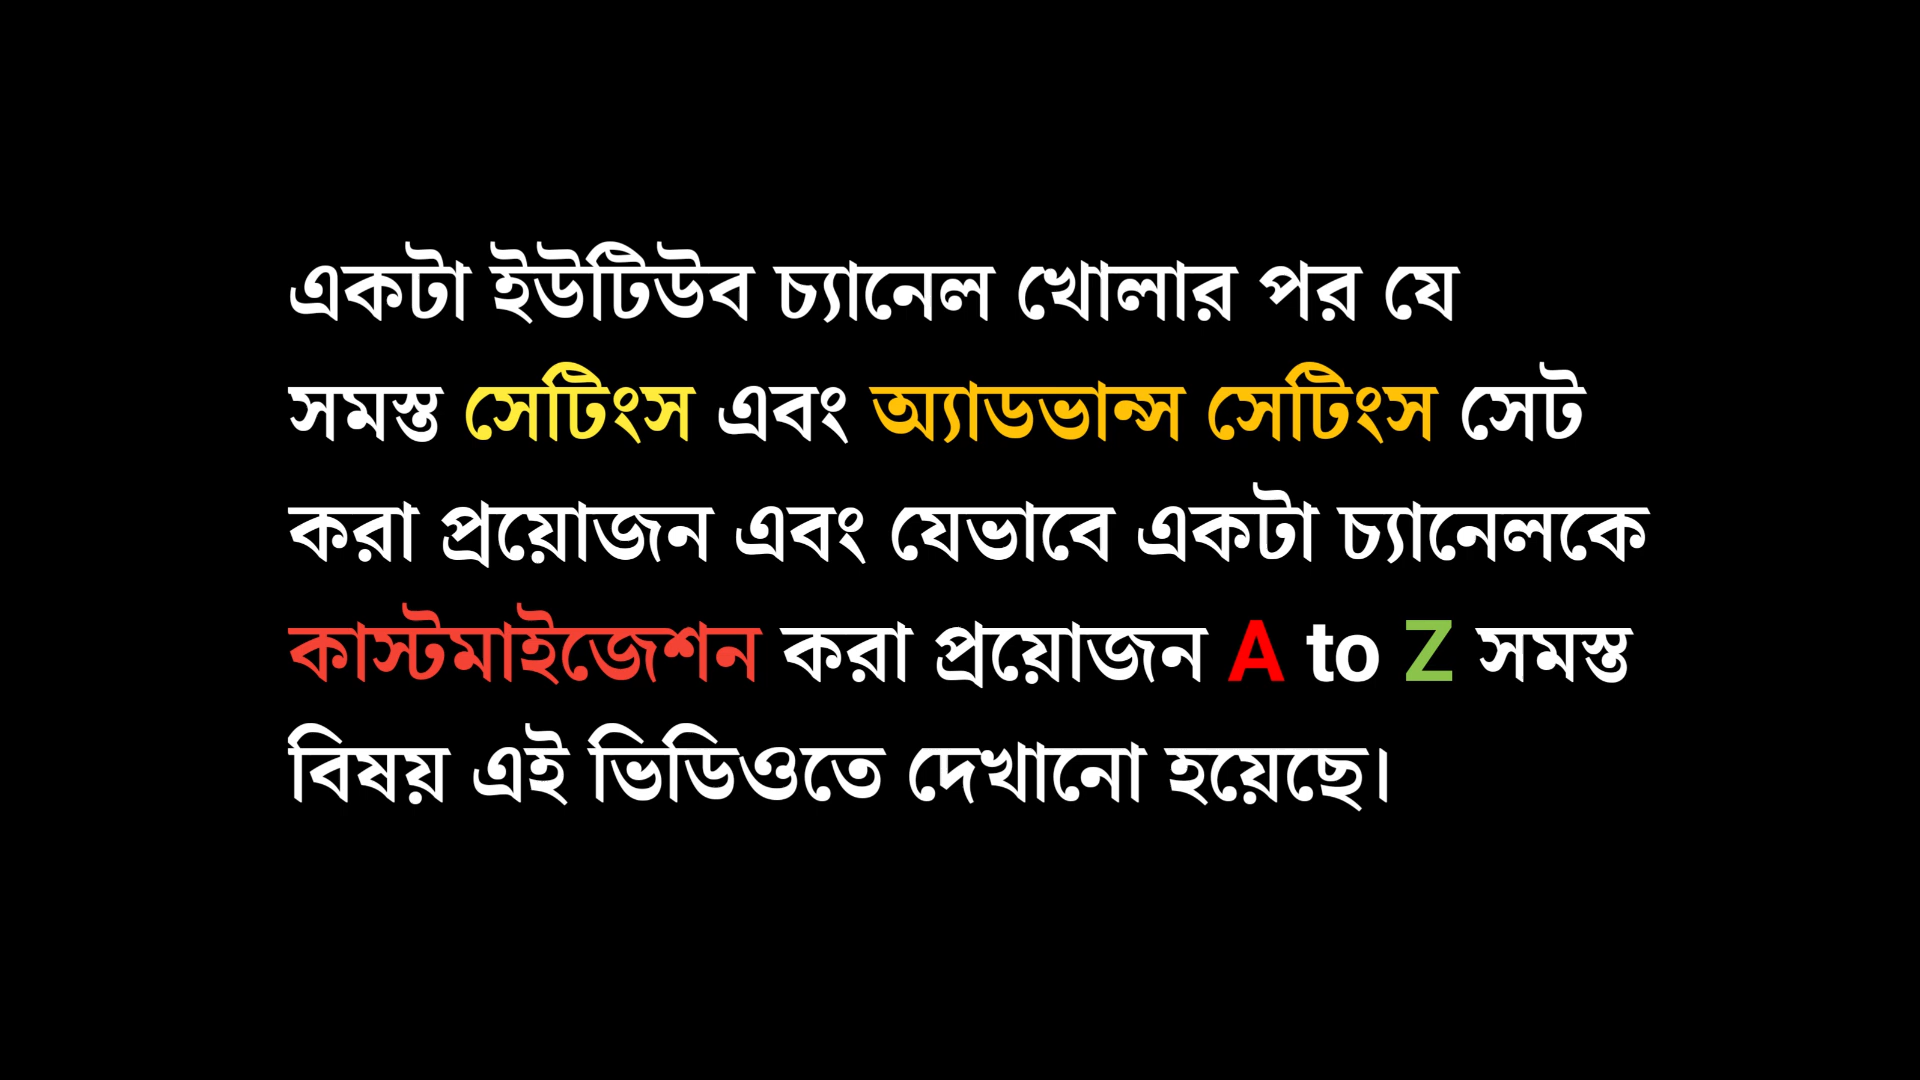 একটা ইউটিউব চ্যানেল খোলার পর যে
সমস্ত সেটিংস এবং অ্যাডভান্স সেটিংস সেট
করা প্রয়োজন এবং যেভাবে একটা চ্যানেলকে
কাস্টমাইজেশন করা প্রয়োজন A to Z সমস্ত
বিষয় এই ভিডিওতে দেখানো হয়েছে।